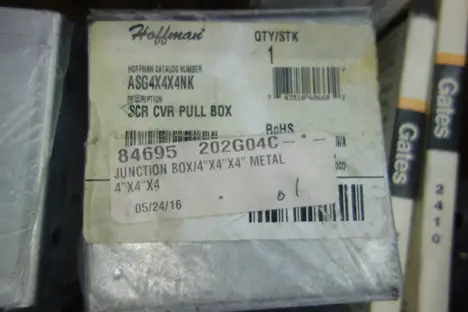 Hoffman
QTY/STK
1
HOFFMAN CATALOG NUMBER
ASG4X4X4NK
DESCRIPTION
SCR CVR PULL BOX
RoHS
N/A
84695 202G04C
JUNCTION BOX/4"X4"X4" METAL
4"X4"X4
05/24/16
01
Gates
Gates
2410